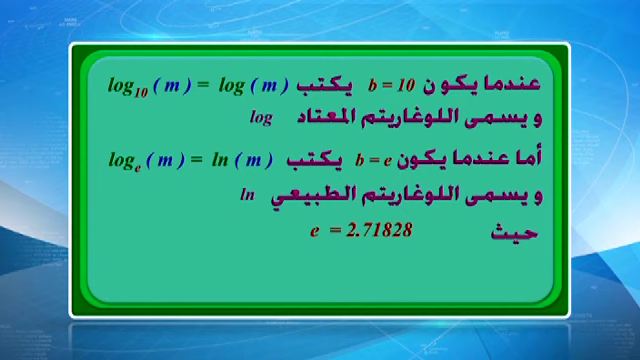 عندما يكون b = 10 يكتب log₁₀ ( m ) = log ( m )
و يسمى اللوغاريتم المعتاد log
أما عندما يكون b = e يكتب logₑ ( m ) = ln ( m )
و يسمى اللوغاريتم الطبيعي ln
حيث e = 2.71828